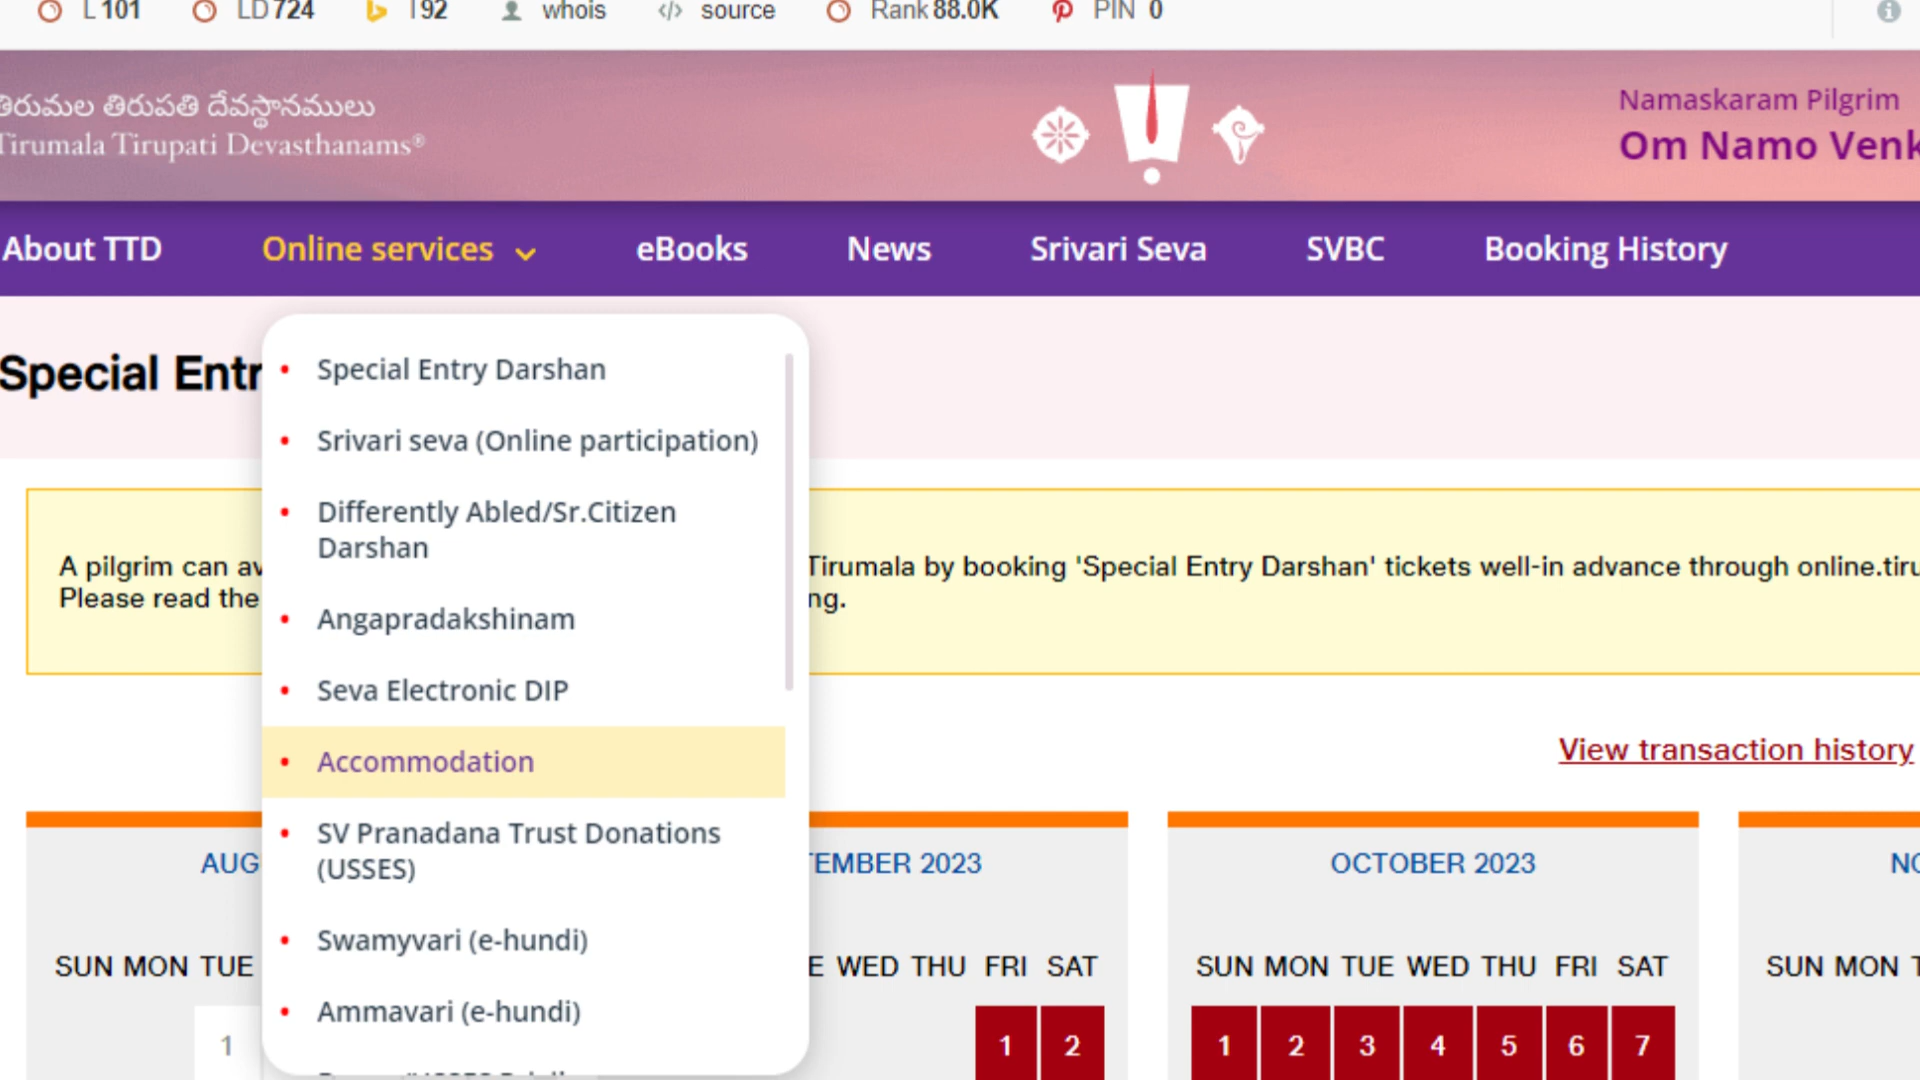 L 101 LD 724 192 whois source Rank 88.0K PIN 0
తిరుమల తిరుపతి దేవస్థానములు
Tirumala Tirupati Devasthanams®
Namaskaram Pilgrim
Om Namo Venk
About TTD Online services eBooks News Srivari Seva SVBC Booking History
Special Entr
Special Entry Darshan
Srivari seva (Online participation)
Differently Abled/Sr.Citizen
Darshan
Angapradakshinam
Seva Electronic DIP
Accommodation
SV Pranadana Trust Donations
(USSES)
Swamyvari (e-hundi)
Ammavari (e-hundi)
A pilgrim can av Tirumala by booking 'Special Entry Darshan' tickets well-in advance through online.tiru
Please read the ng.
View transaction history
AUG TEMBER 2023 OCTOBER 2023 NO
SUN MON TUE E WED THU FRI SAT SUN MON TUE WED THU FRI SAT SUN MON T
1 1 2 1 2 3 4 5 6 7